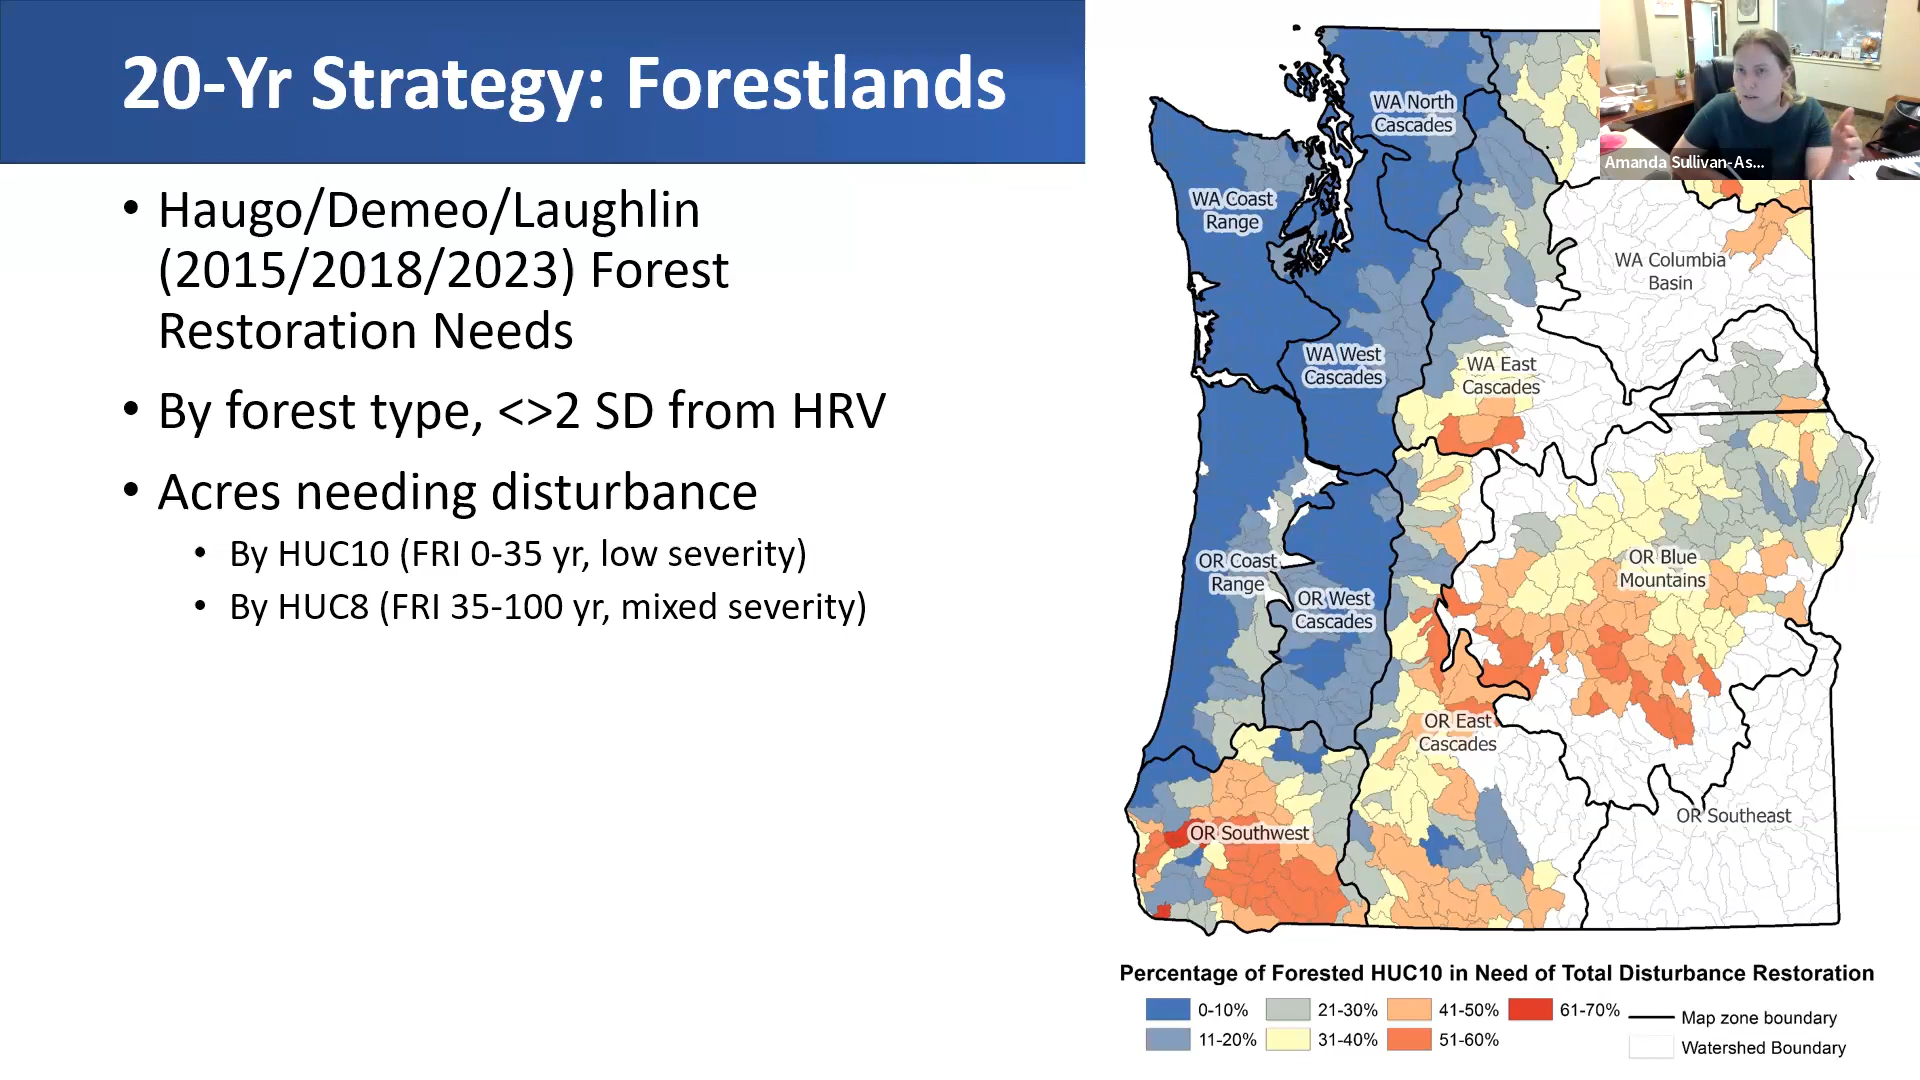 20-Yr Strategy: Forestlands
• Haugo/Demeo/Laughlin
(2015/2018/2023) Forest
Restoration Needs
• By forest type, <>2 SD from HRV
• Acres needing disturbance
• By HUC10 (FRI 0-35 yr, low severity)
• By HUC8 (FRI 35-100 yr, mixed severity)
Amanda Sullivan-As...
WA North
Cascades
WA Coast
Range
WA Columbia
Basin
WA West
Cascades
WA East
Cascades
OR Coast
Range
OR West
Cascades
OR Blue
Mountains
OR East
Cascades
OR Southwest
OR Southeast
Percentage of Forested HUC10 in Need of Total Disturbance Restoration
0-10%
21-30%
41-50%
61-70%
Map zone boundary
11-20%
31-40%
51-60%
Watershed Boundary